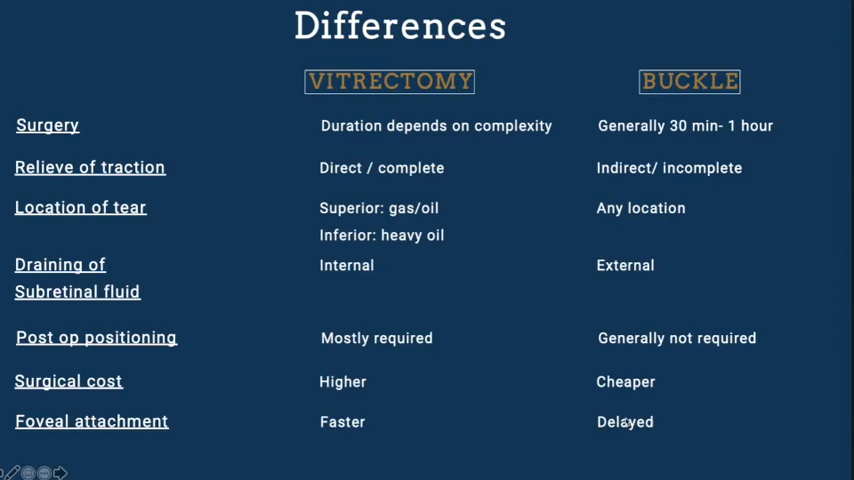 Differences
VITRECTOMY BUCKLE
Surgery Duration depends on complexity Generally 30 min- 1 hour
Relieve of traction Direct / complete Indirect/ incomplete
Location of tear Superior: gas/oil Any location
Inferior: heavy oil
Draining of Internal External
Subretinal fluid
Post op positioning Mostly required Generally not required
Surgical cost Higher Cheaper
Foveal attachment Faster Delayed